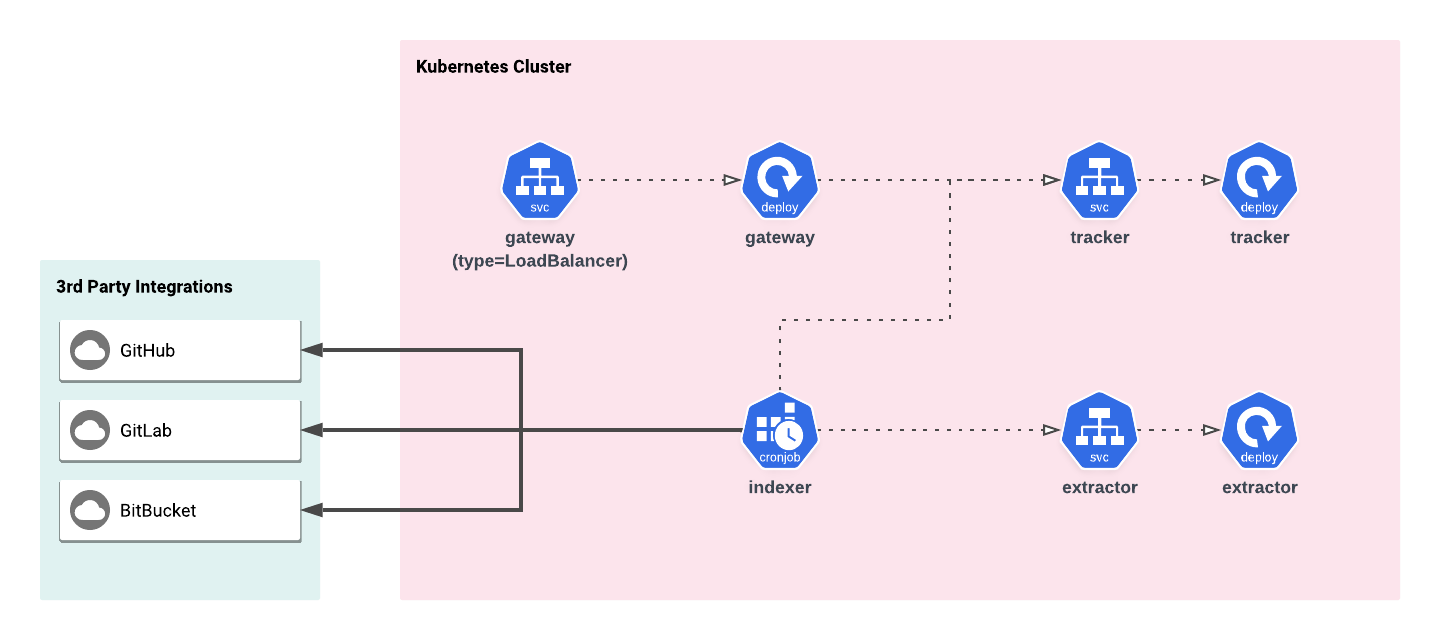 Kubernetes Cluster
svc
gateway
(type=LoadBalancer)
deploy
gateway
svc
tracker
deploy
tracker
3rd Party Integrations
GitHub
GitLab
BitBucket
cronjob
indexer
svc
extractor
deploy
extractor